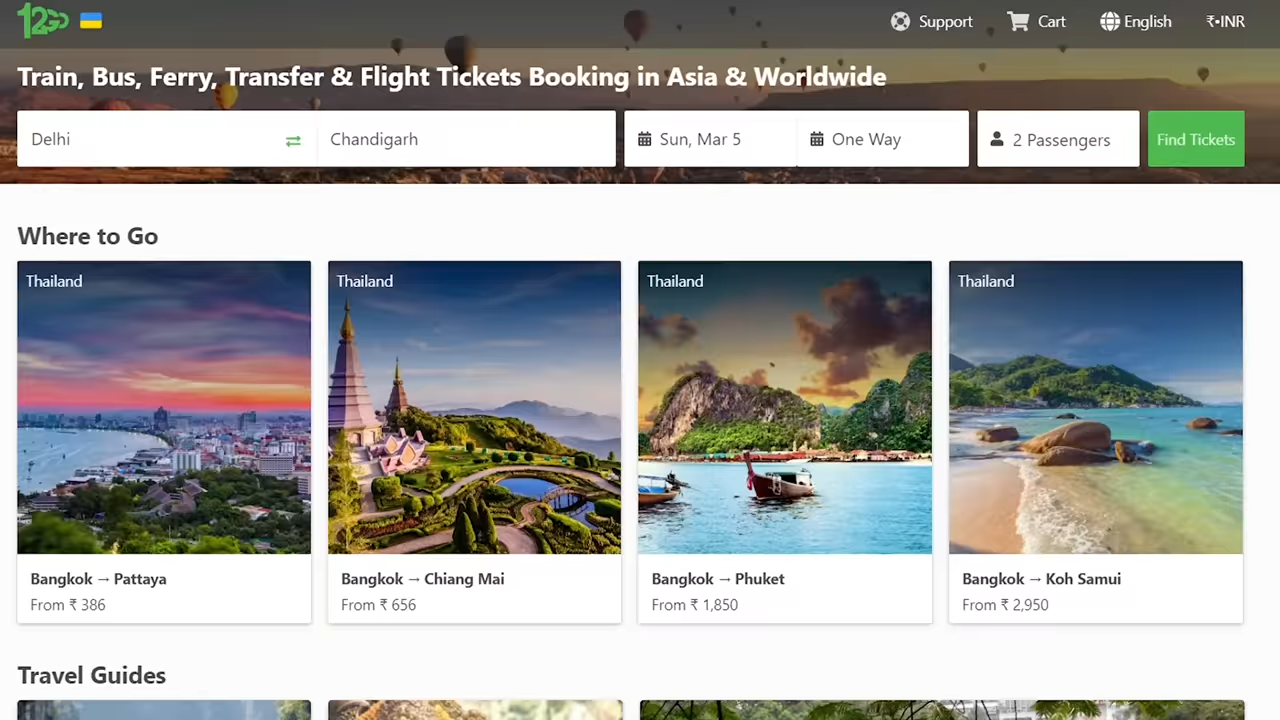 12GO
Support
Cart
English
₹•INR
Train, Bus, Ferry, Transfer & Flight Tickets Booking in Asia & Worldwide
Delhi
Chandigarh
Sun, Mar 5
One Way
2 Passengers
Find Tickets
Where to Go
Thailand
Thailand
Thailand
Thailand
Bangkok → Pattaya
From ₹ 386
Bangkok → Chiang Mai
From ₹ 656
Bangkok → Phuket
From ₹ 1,850
Bangkok → Koh Samui
From ₹ 2,950
Travel Guides